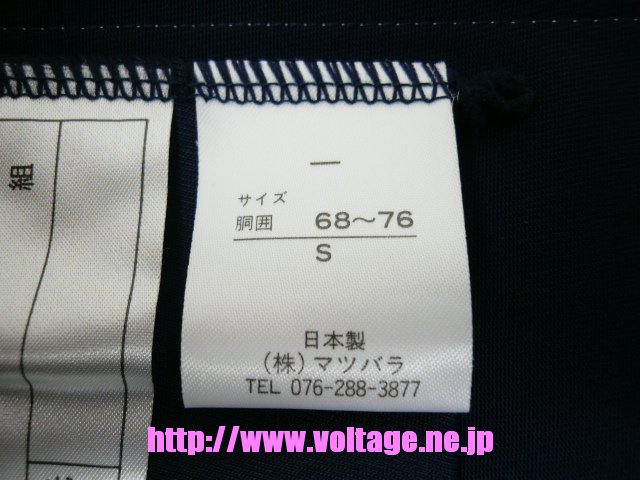 組
—
サイズ
胴囲 68～76
S
日本製
(株)マツバラ
TEL 076-288-3877
http://www.voltage.ne.jp